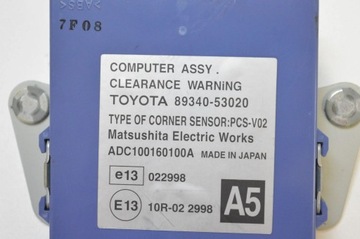 >ABS<
7F08
COMPUTER ASSY.
CLEARANCE WARNING
TOYOTA 89340-53020
TYPE OF CORNER SENSOR:PCS-V02
Matsushita Electric Works
ADC100160100A MADE IN JAPAN
e13 022998
E13 10R-02 2998
A5